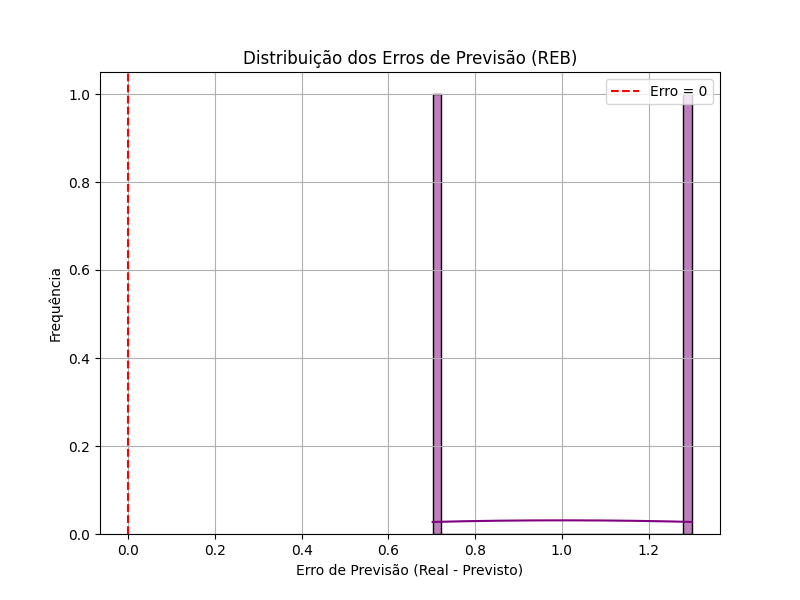 Distribuição dos Erros de Previsão (REB)
Erro = 0
1.0
0.8
0.6
0.4
0.2
0.0
Frequência
0.0 0.2 0.4 0.6 0.8 1.0 1.2
Erro de Previsão (Real - Previsto)